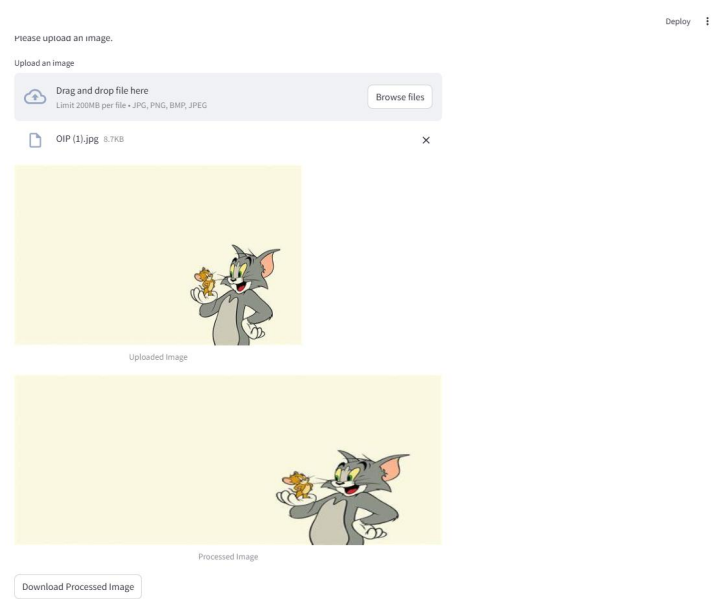 Deploy
Please upload an image.
Upload an image
Drag and drop file here
Limit 200MB per file • JPG, PNG, BMP, JPEG
Browse files
OIP (1).jpg 8.7KB
Uploaded Image
Processed Image
Download Processed Image